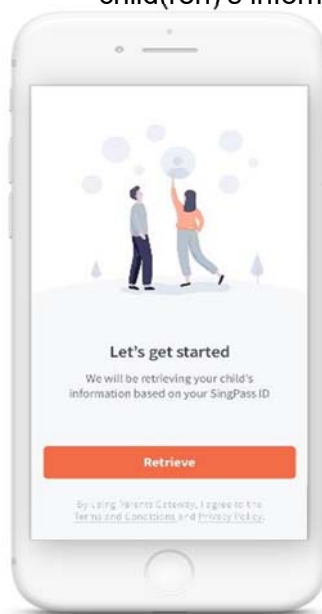 child(ren)'s inform
Let's get started
We will be retrieving your child's
information based on your SingPass ID
Retrieve
By using Parents Gateway, I agree to the
Terms and Conditions and Privacy Policy.